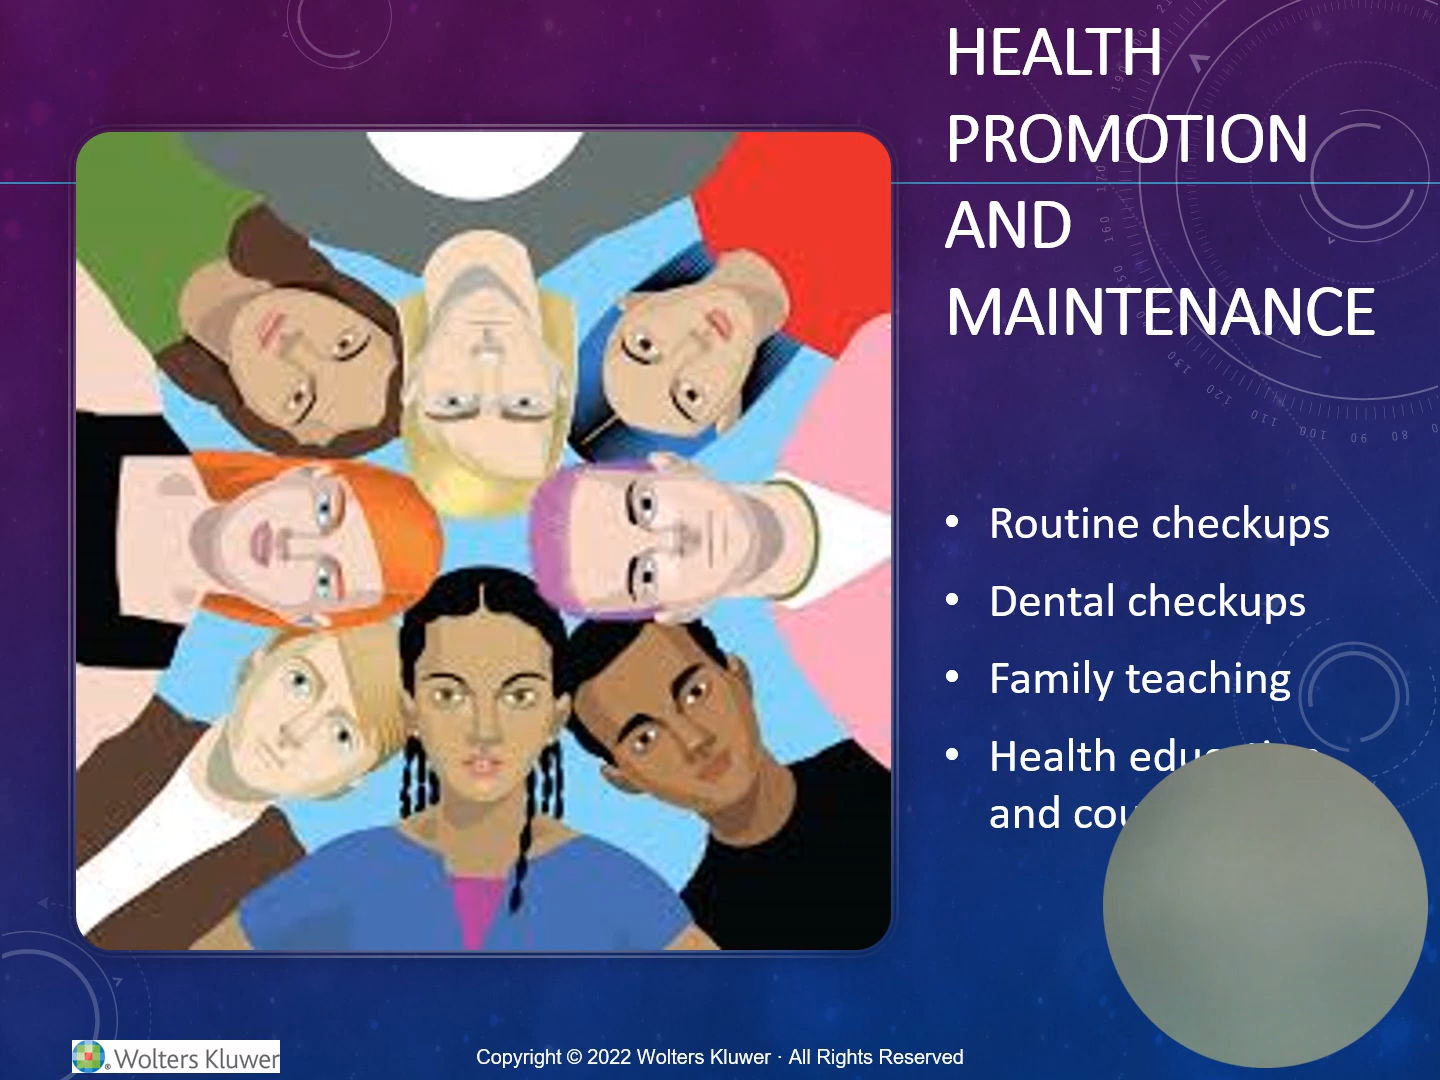 HEALTH
PROMOTION
AND
MAINTENANCE
• Routine checkups
• Dental checkups
• Family teaching
• Health
and
Wolters Kluwer
Copyright © 2022 Wolters Kluwer · All Rights Reserved